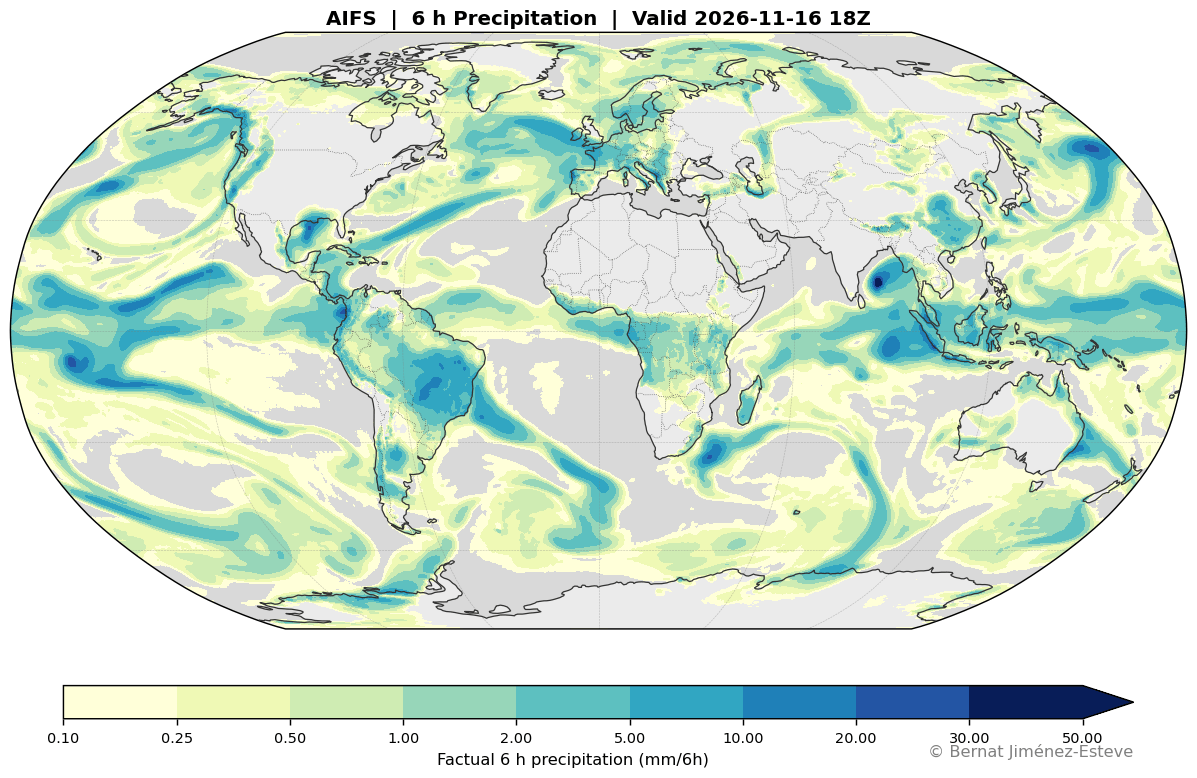 AIFS | 6 h Precipitation | Valid 2026-11-16 18Z
0.10 0.25 0.50 1.00 2.00 5.00 10.00 20.00 30.00 50.00
Factual 6 h precipitation (mm/6h)
© Bernat Jiménez-Esteve